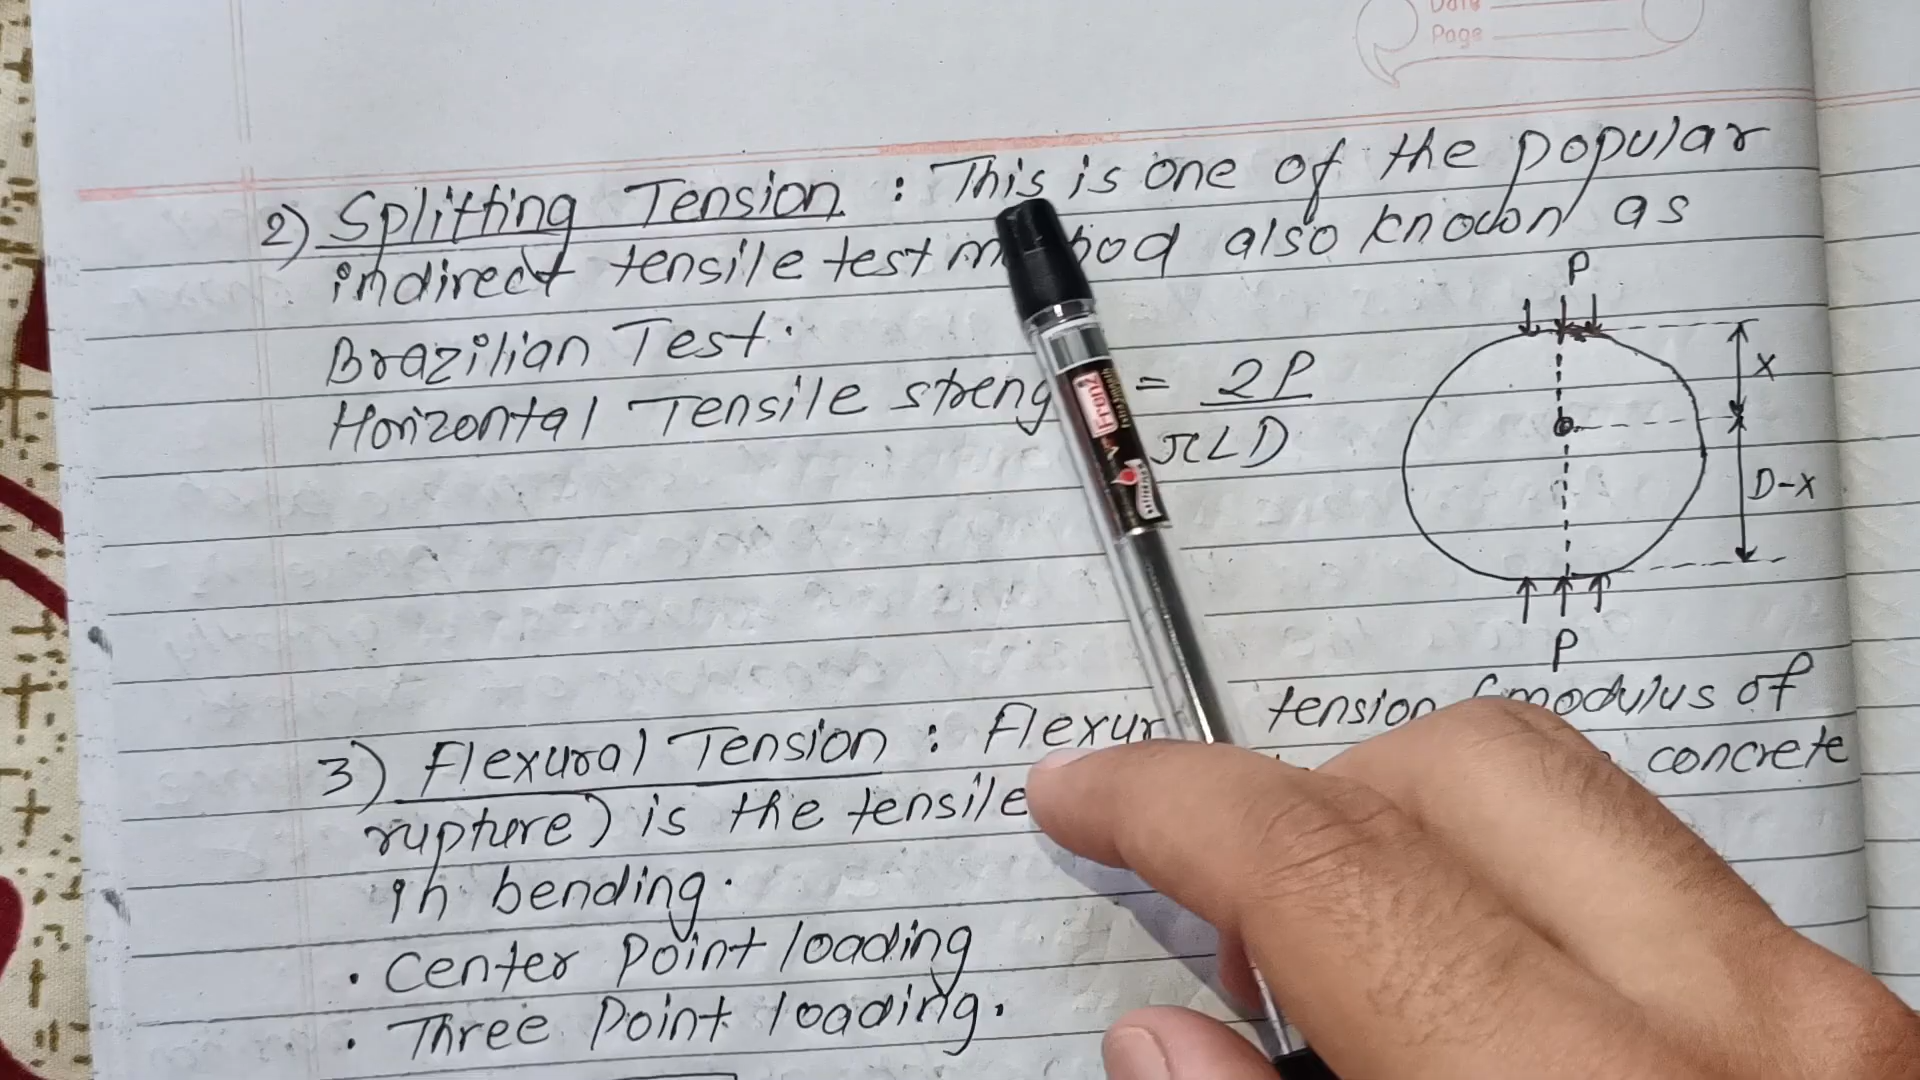 Date
Page
2) Splitting Tension : This is one of the popular
indirect tensile test also known as
Brazilian Test.
Horizontal Tensile = 2P
πLD
P
X
D-X
P
3) Flexural Tension : tension (modulus of
rupture) is the tensile concrete
in bending.
. Center Point loading
. Three Point loading.